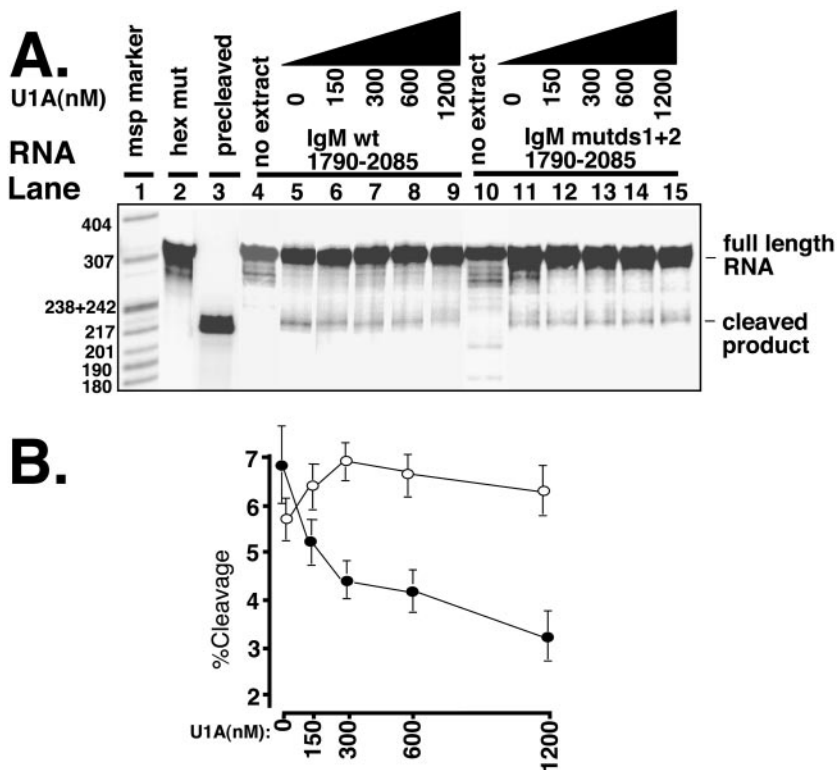 A.
U1A(nM)
msp marker
hex mut
precleaved
no extract
0
150
300
600
1200
no extract
0
150
300
600
1200
IgM wt
1790-2085
IgM mutds1+2
1790-2085
RNA
Lane 1 2 3 4 5 6 7 8 9 10 11 12 13 14 15
404
307
238+242
217
201
190
180
full length
RNA
cleaved
product
B.
%Cleavage
7
6
5
4
3
2
U1A(nM): 0 150 300 600 1200